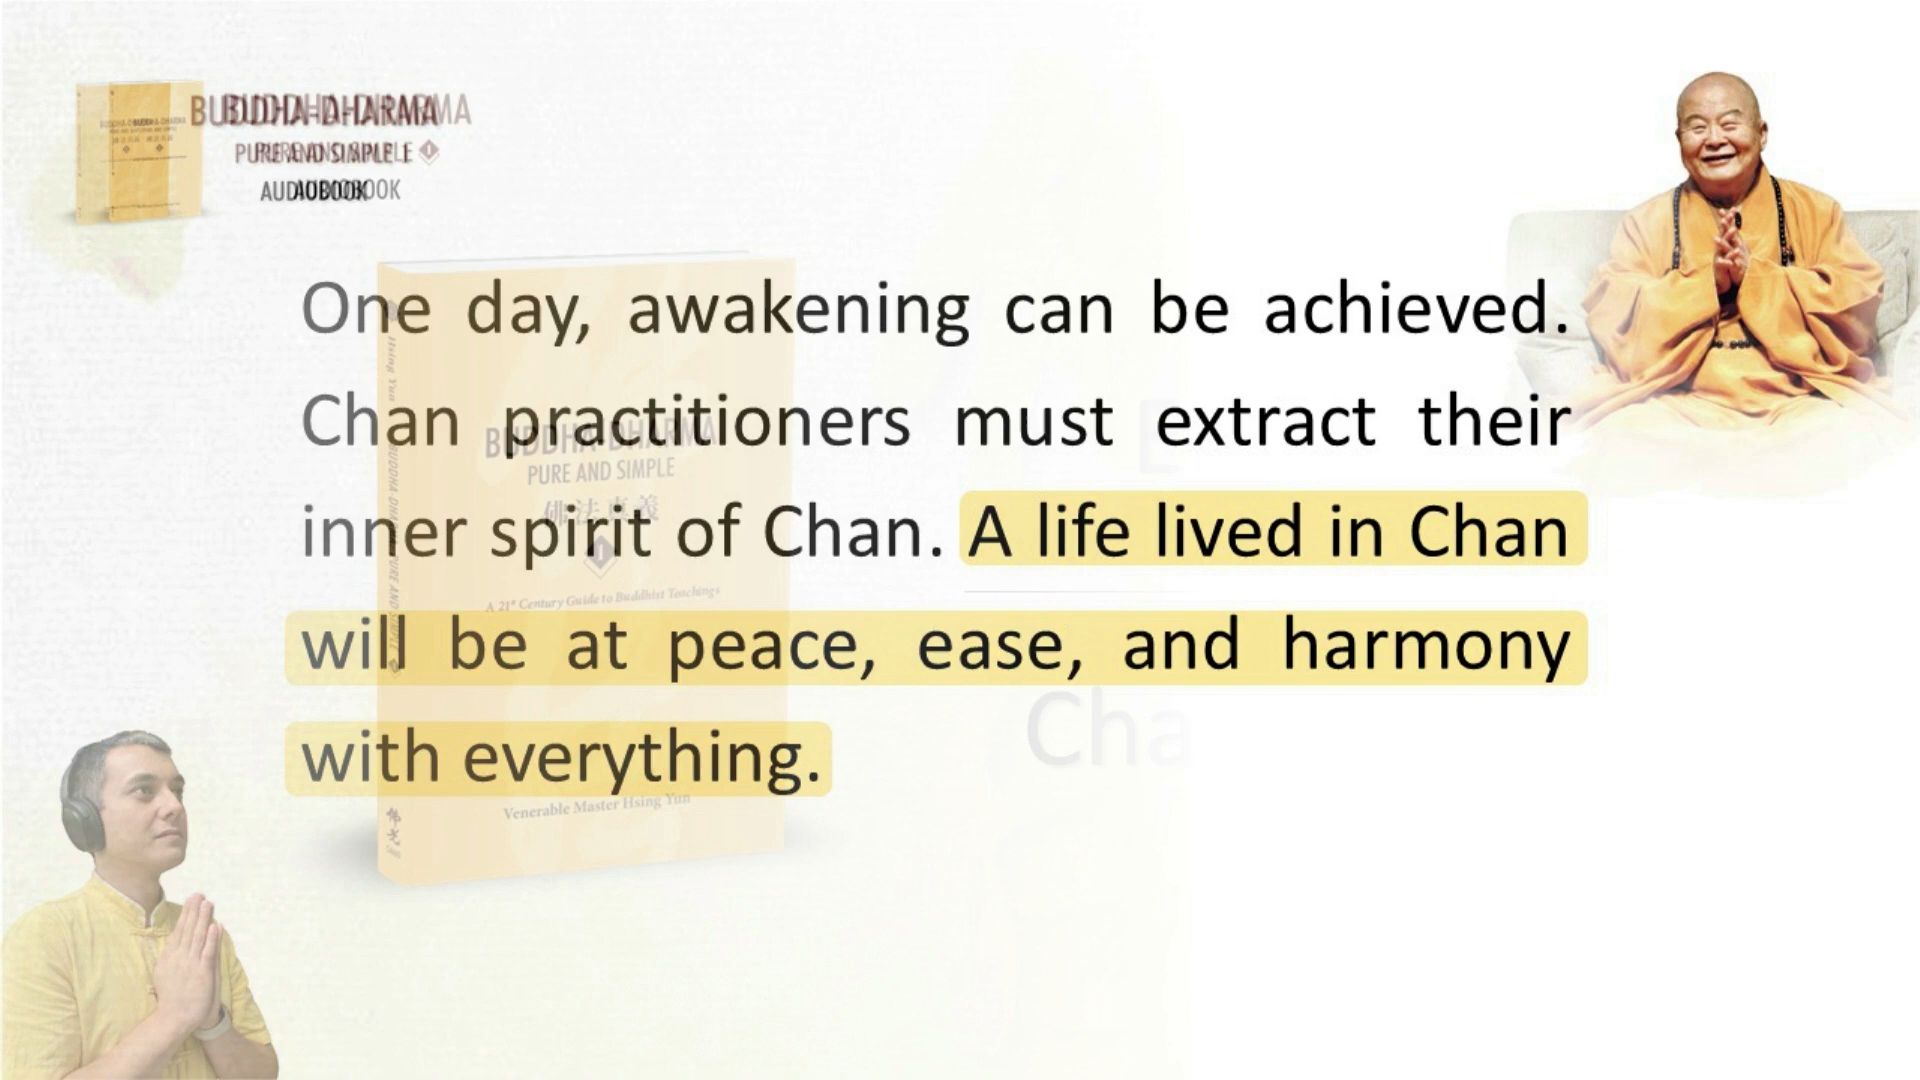 BUDDHA-DHARMA
PURE AND SIMPLE 1
AUDIOBOOK
One day, awakening can be achieved.
Chan practitioners must extract their
inner spirit of Chan. A life lived in Chan
will be at peace, ease, and harmony
with everything.
BUDDHA-DHARMA
PURE AND SIMPLE
佛法真義
A 21st Century Guide to Buddhist Teachings
Venerable Master Hsing Yun
Cha